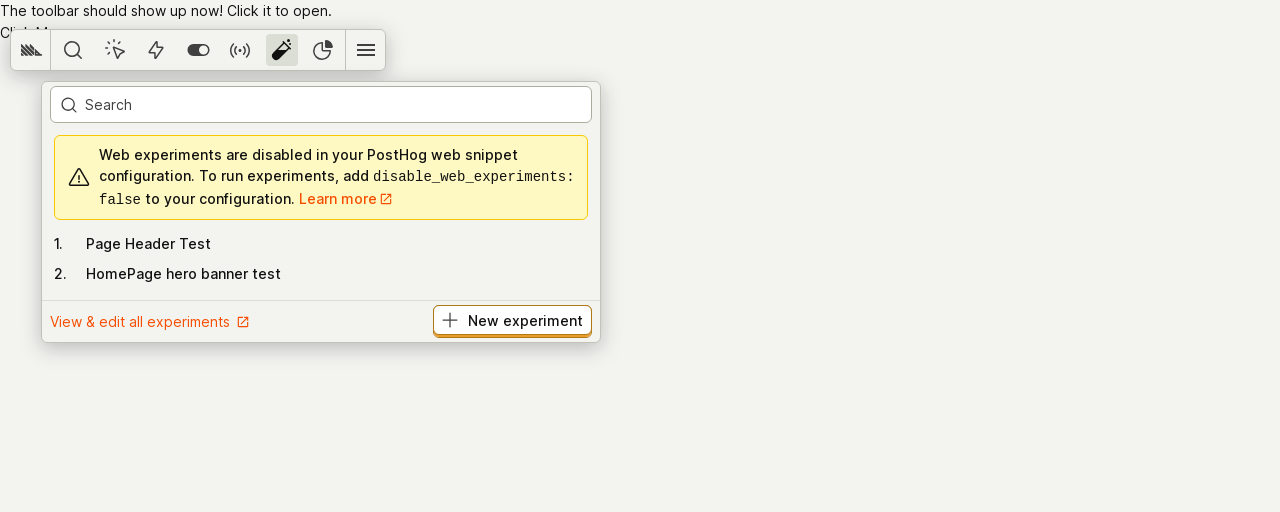 The toolbar should show up now! Click it to open.
Search
Web experiments are disabled in your PostHog web snippet
configuration. To run experiments, add disable_web_experiments:
false to your configuration. Learn more
1. Page Header Test
2. HomePage hero banner test
View & edit all experiments
New experiment